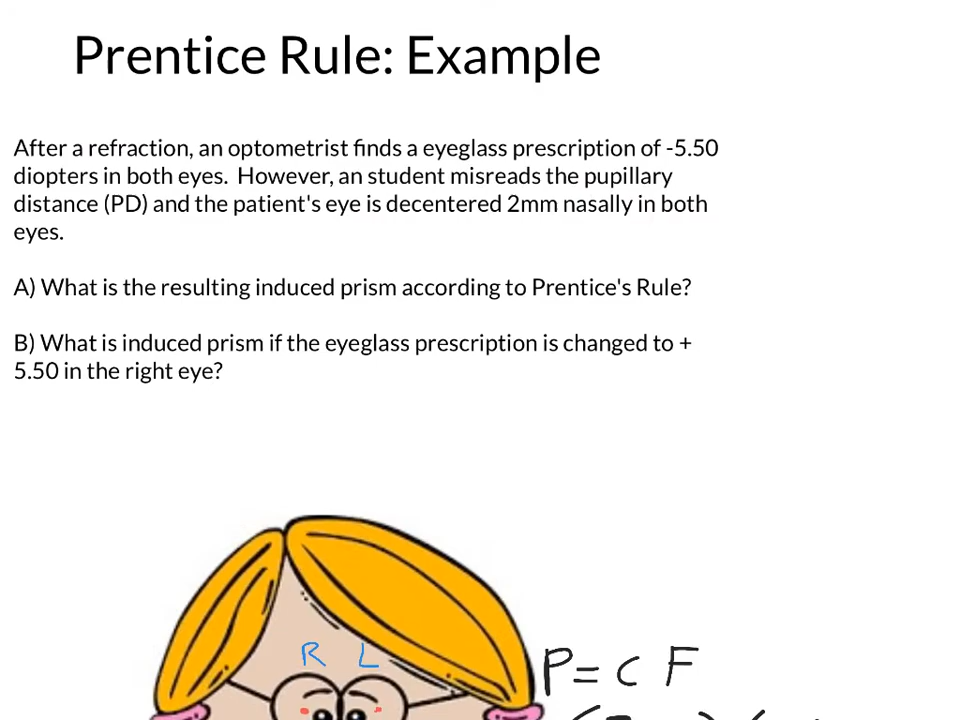 Prentice Rule: Example
After a refraction, an optometrist finds a eyeglass prescription of -5.50
diopters in both eyes.  However, an student misreads the pupillary
distance (PD) and the patient's eye is decentered 2mm nasally in both
eyes.
A) What is the resulting induced prism according to Prentice's Rule?
B) What is induced prism if the eyeglass prescription is changed to +
5.50 in the right eye?
R L
P = C F